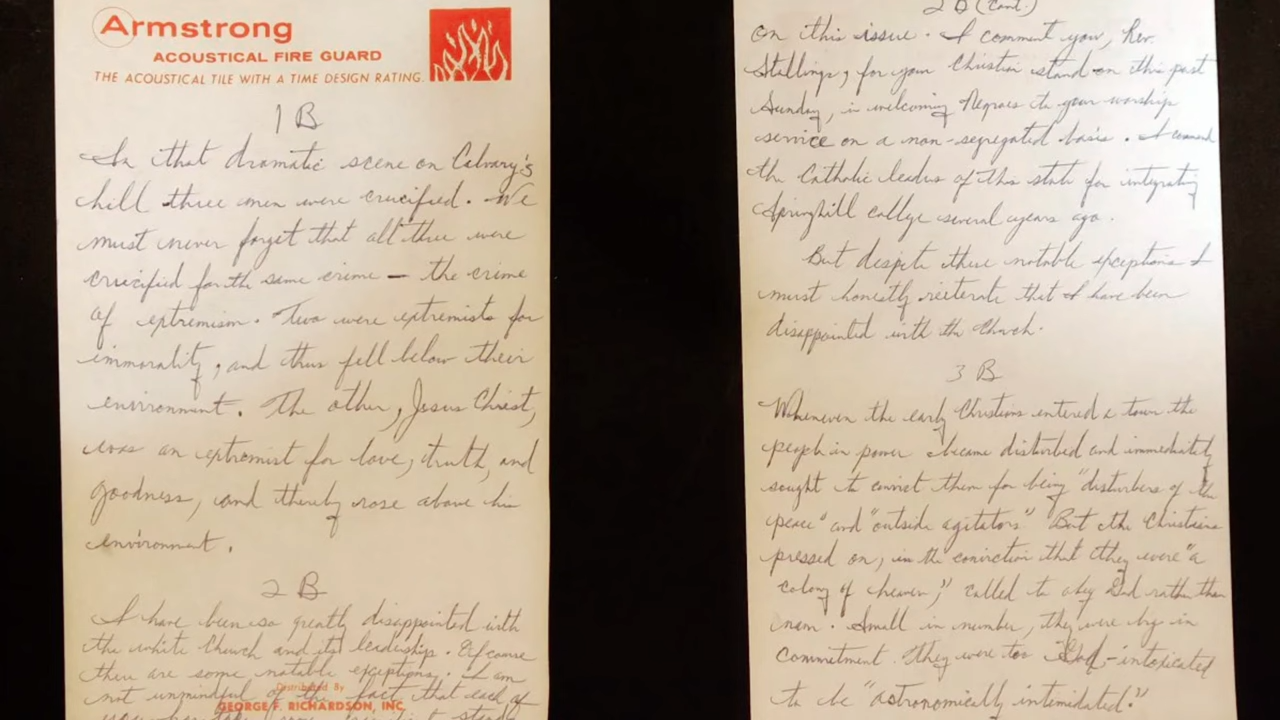 Armstrong
ACOUSTICAL FIRE GUARD
THE ACOUSTICAL TILE WITH A TIME DESIGN RATING.
1 B
In that dramatic scene on Calvary's
hill three men were crucified. We
must never forget that all three were
crucified for the same crime — the crime
of extremism. Two were extremists for
immorality, and thus fell below their
environment. The other, Jesus Christ,
was an extremist for love, truth, and
goodness, and thereby rose above his
environment.
2 B
I have been so greatly disappointed with
the white Church and its leadership. Of course
there are some notable exceptions. I am
not unmindful of the fact that each of
Distributed By
GEORGE F. RICHARDSON, INC.
2 B (cont.)
on this issue. I comment you, Rev.
Stallings, for your Christian stand on this past
Sunday, in welcoming Negroes to your worship
service on a non-segregated basis. I commend
the Catholic leaders of this state for integrating
Springhill college several years ago.
But despite these notable exceptions I
must honestly reiterate that I have been
disappointed with the Church.
3 B
Whenever the early Christians entered a town the
people in power became disturbed and immediately
sought to convict them for being "disturbers of the
peace" and "outside agitators" But the Christians
pressed on, in the conviction that they were "a
colony of heaven," called to obey God rather than
man. Small in number, they were big in
commitment. They were too God-intoxicated
to be "astronomically intimidated."